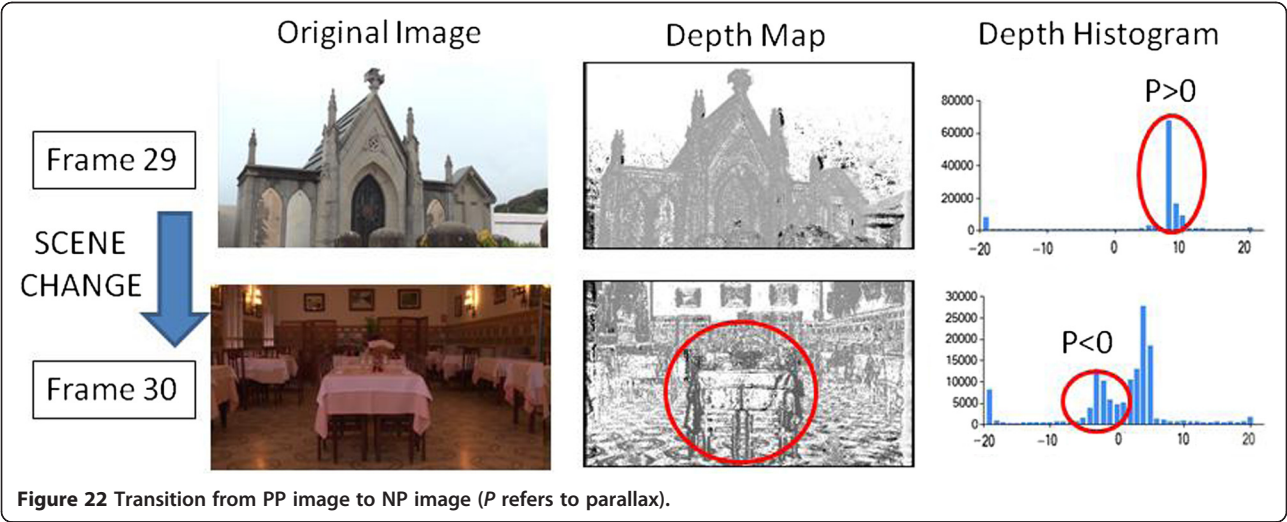 Original Image
Depth Map
Depth Histogram
Frame 29
P>0
80000
60000
40000
20000
0
−20
−10
0
10
20
SCENE
CHANGE
Frame 30
P<0
30000
25000
20000
15000
10000
5000
0
−20
−10
0
10
20
Figure 22 Transition from PP image to NP image (P refers to parallax).